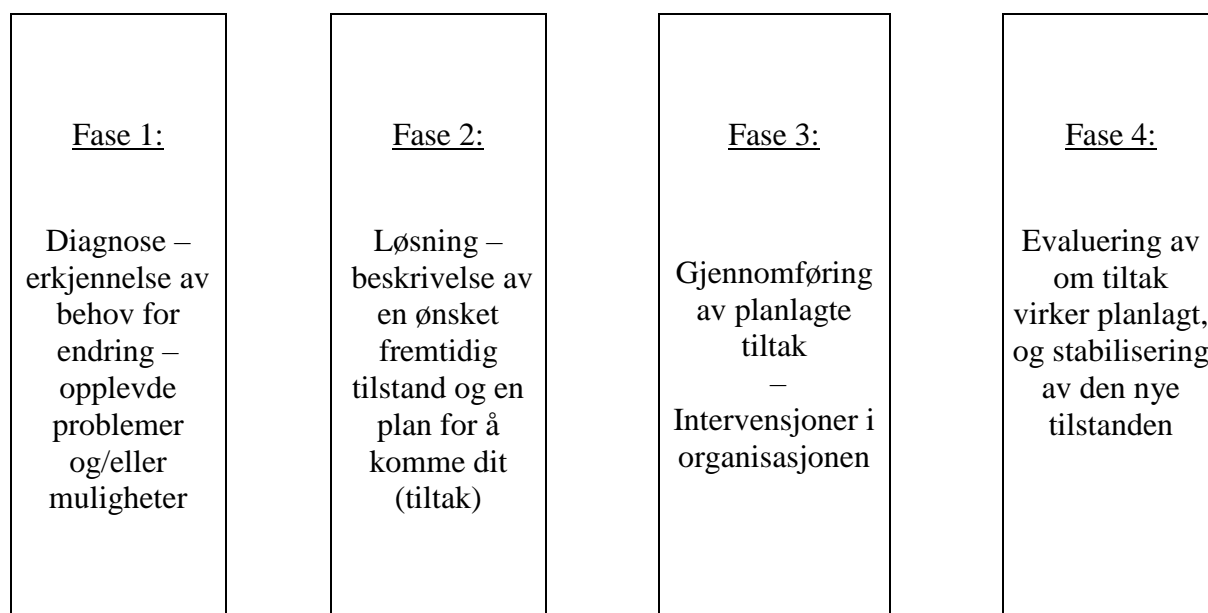 Fase 1:
Diagnose –
erkjennelse av
behov for
endring –
opplevde
problemer
og/eller
muligheter
Fase 2:
Løsning –
beskrivelse av
en ønsket
fremtidig
tilstand og en
plan for å
komme dit
(tiltak)
Fase 3:
Gjennomføring
av planlagte
tiltak
–
Intervensjoner i
organisasjonen
Fase 4:
Evaluering av
om tiltak
virker planlagt,
og stabilisering
av den nye
tilstanden